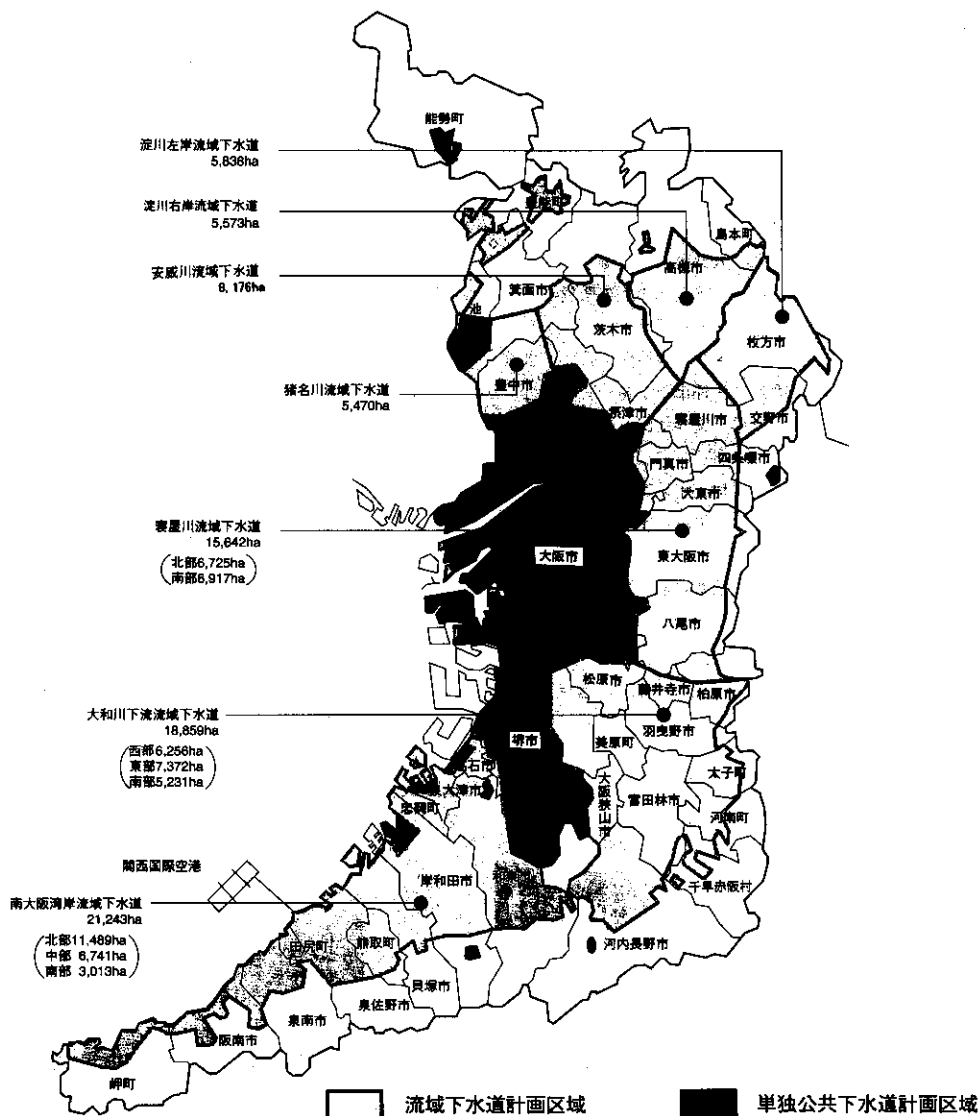 能勢町
淀川左岸流域下水道
5,836ha
淀川右岸流域下水道
5,573ha
島本町
高槻市
安威川流域下水道
8,176ha
箕面市
池
茨木市
枚方市
豊中市
猪名川流域下水道
5,470ha
摂津市
寝屋川市
交野市
門真市
四条畷市
大東市
寝屋川流域下水道
15,642ha
北部6,725ha
南部8,917ha
大阪市
東大阪市
八尾市
松原市
藤井寺市
柏原市
大和川下流流域下水道
18,859ha
西部6,256ha
東部7,372ha
南部5,231ha
堺市
美原町
羽曳野市
太子町
大阪狭山市
富田林市
河南町
忠岡町
関西国際空港
千早赤阪村
岸和田市
南大阪湾岸流域下水道
21,243ha
北部11,489ha
中部 6,741ha
南部 3,013ha
田尻町
熊取町
河内長野市
貝塚市
泉佐野市
泉南市
阪南市
岬町
流域下水道計画区域
単独公共下水道計画区域